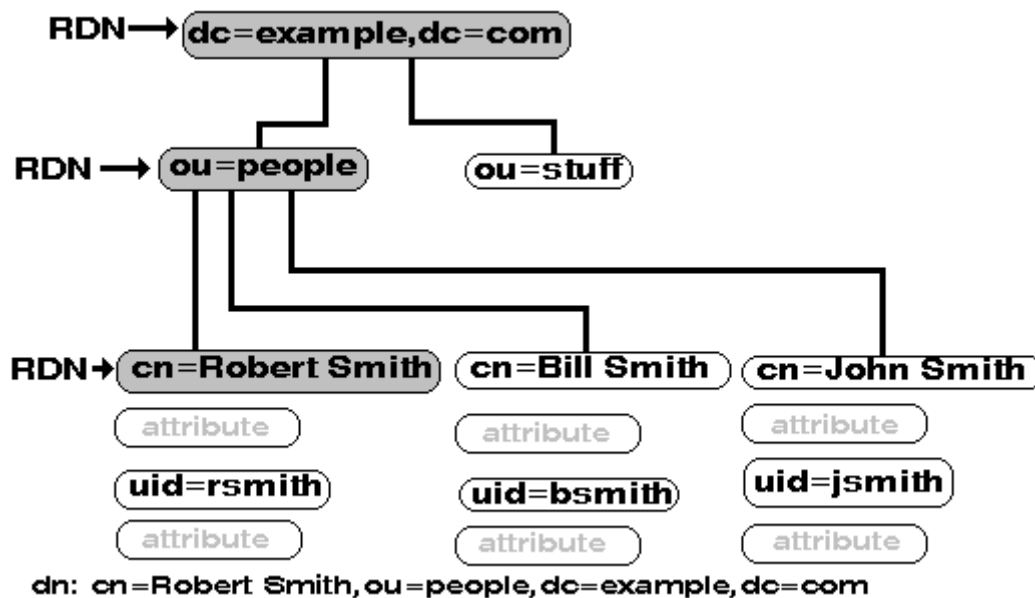 RDN dc=example,dc=com
RDN ou=people ou=stuff
RDN cn=Robert Smith cn=Bill Smith cn=John Smith
attribute attribute attribute
uid=rsmith uid=bsmith uid=jsmith
attribute attribute attribute
dn: cn=Robert Smith,ou=people,dc=example,dc=com